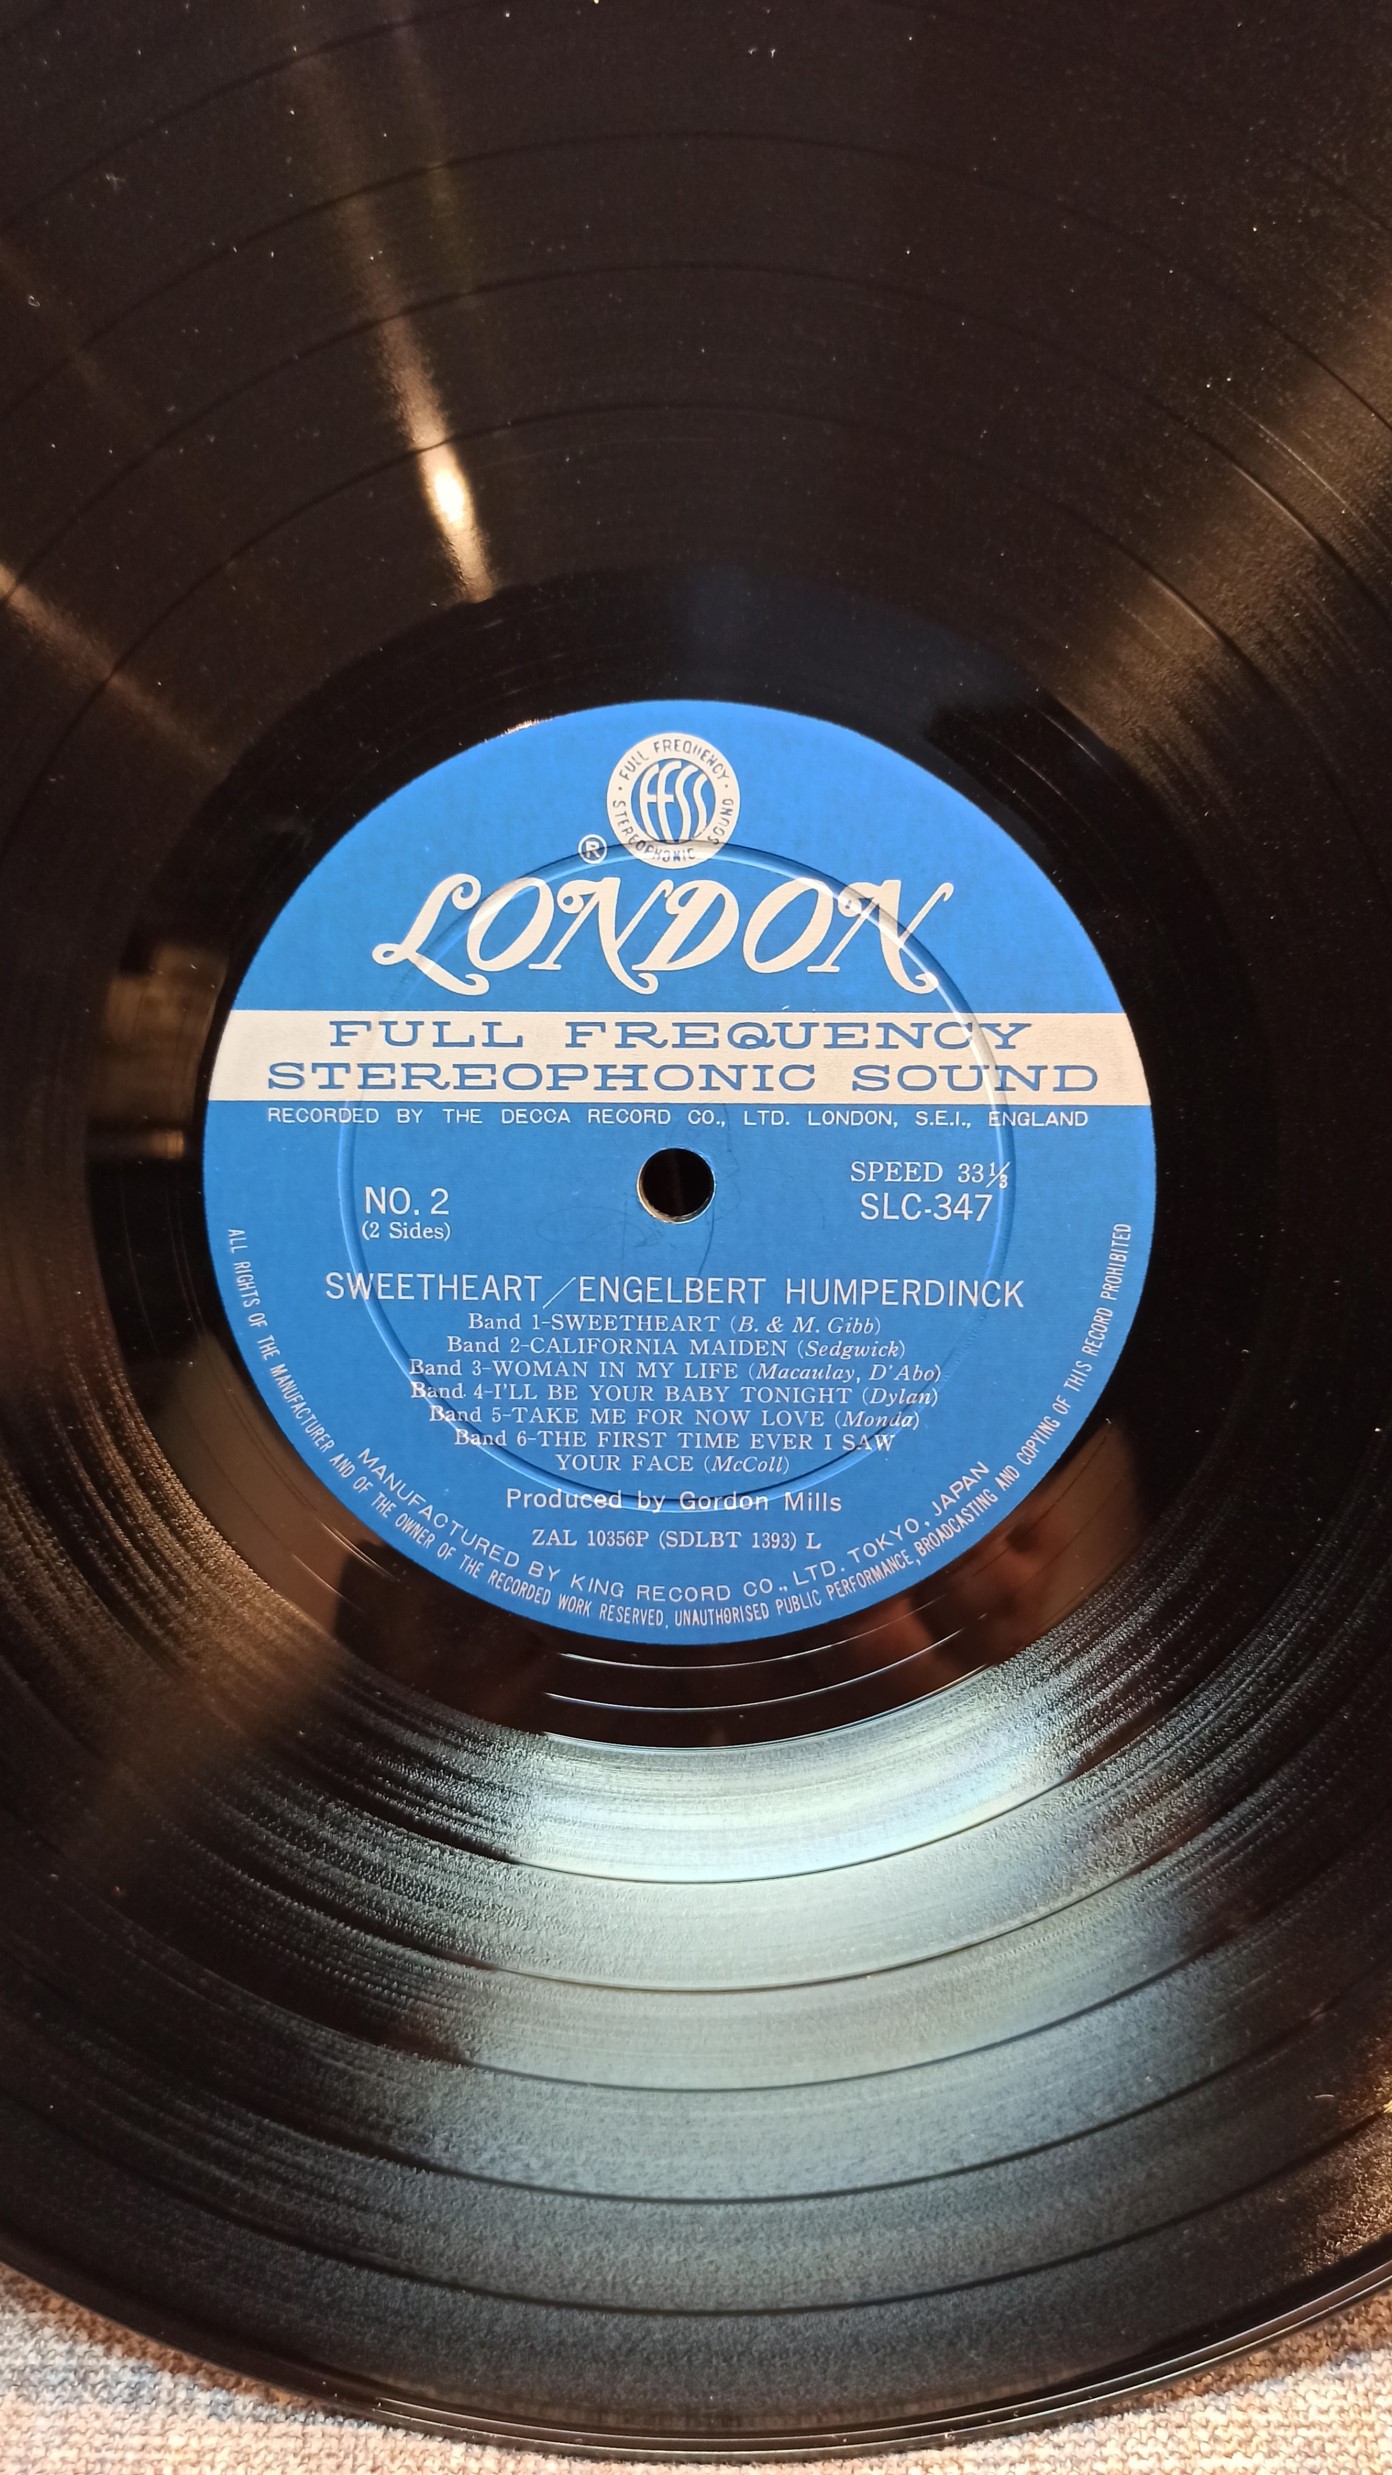 FULL FREQUENCY
STEREOPHONIC SOUND
FFSS
®
LONDON
FULL FREQUENCY
STEREOPHONIC SOUND
RECORDED BY THE DECCA RECORD CO., LTD. LONDON, S.E.I., ENGLAND
NO. 2
(2 Sides)
SPEED 33⅓
SLC-347
SWEETHEART/ENGELBERT HUMPERDINCK
Band 1-SWEETHEART (B. & M. Gibb)
Band 2-CALIFORNIA MAIDEN (Sedgwick)
Band 3-WOMAN IN MY LIFE (Macaulay, D'Abo)
Band 4-I'LL BE YOUR BABY TONIGHT (Dylan)
Band 5-TAKE ME FOR NOW LOVE (Monda)
Band 6-THE FIRST TIME EVER I SAW
YOUR FACE (McColl)
Produced by Gordon Mills
ZAL 10356P (SDLBT 1393) L
MANUFACTURED BY KING RECORD CO., LTD. TOKYO, JAPAN
ALL RIGHTS OF THE MANUFACTURER AND OF THE OWNER OF THE RECORDED WORK RESERVED, UNAUTHORISED PUBLIC PERFORMANCE, BROADCASTING AND COPYING OF THIS RECORD PROHIBITED